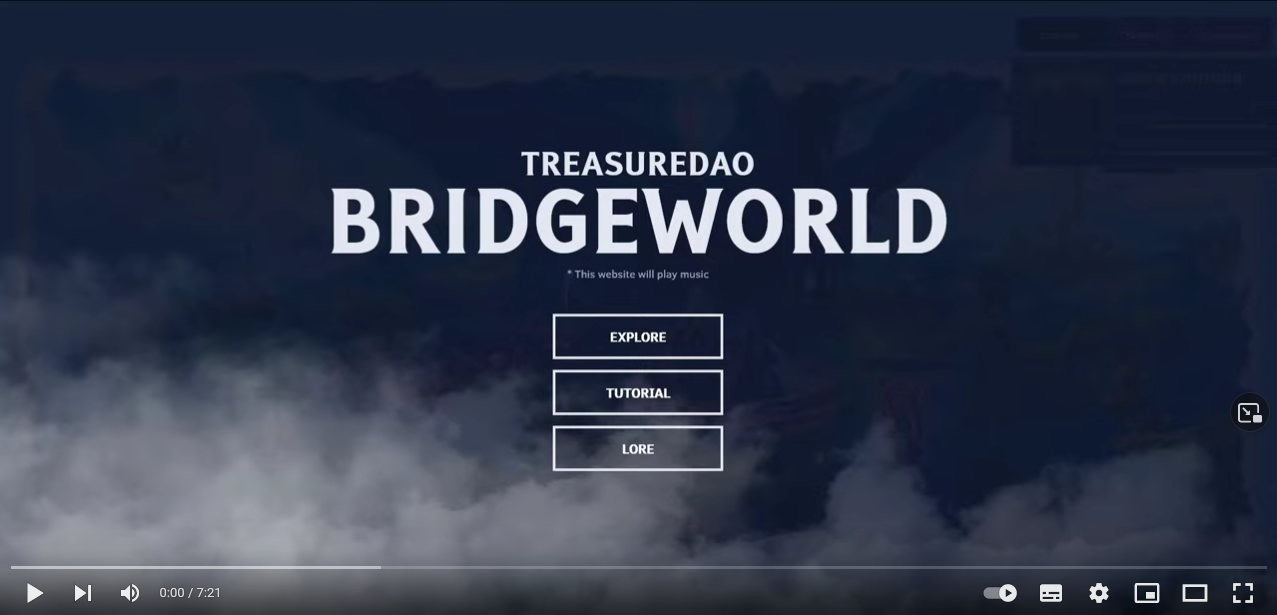 TREASUREDAO
BRIDGEWORLD
* This website will play music
EXPLORE
TUTORIAL
LORE
0:00 / 7:21